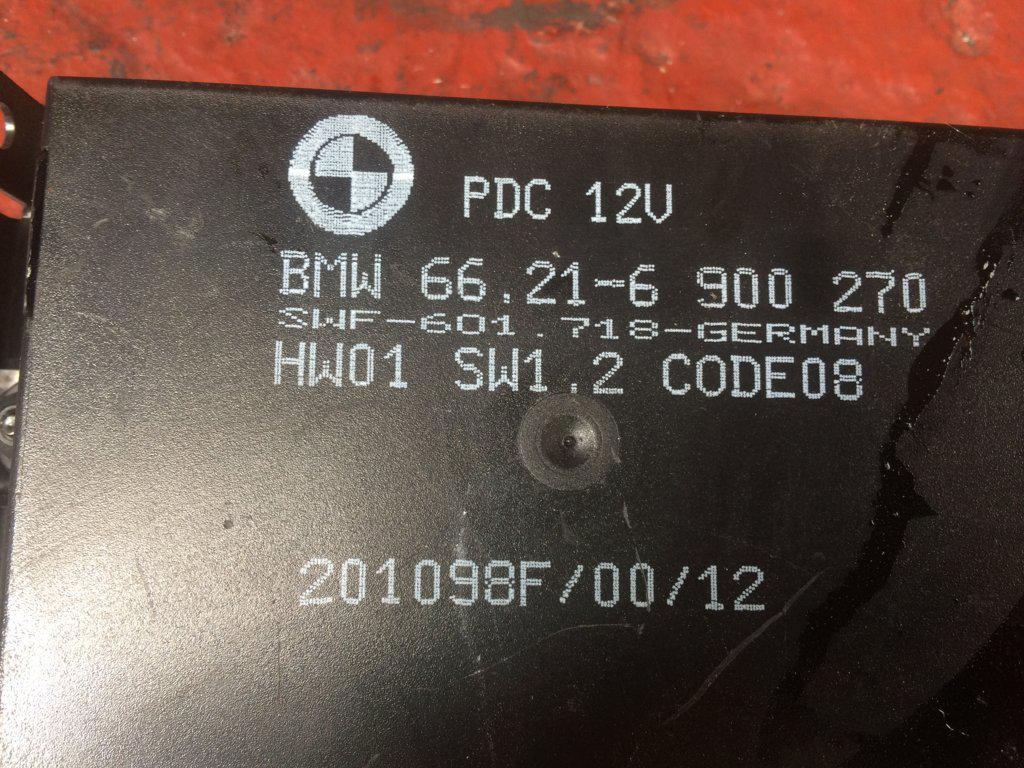 PDC 12V
BMW 66.21-6 900 270
SWF-601.718-GERMANY
HW01 SW1.2 CODE08
201098F/00/12